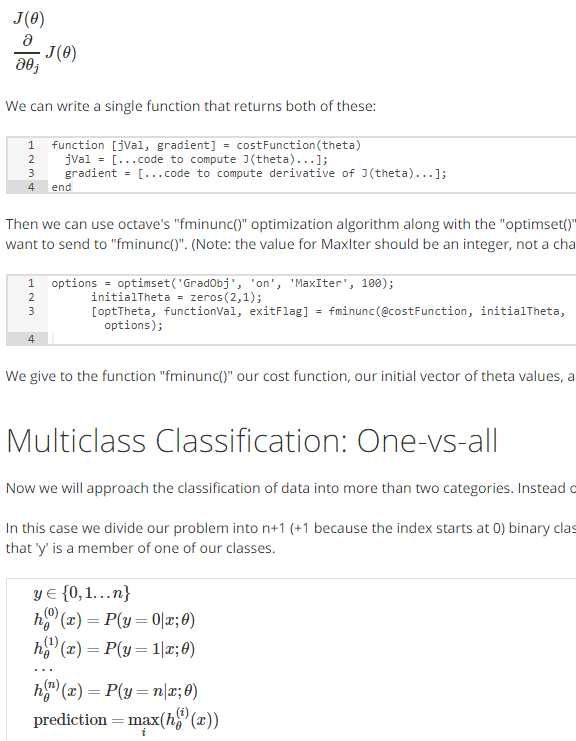 J(θ)
∂
∂θj J(θ)
We can write a single function that returns both of these:
1 function [jVal, gradient] = costFunction(theta)
2 jVal = [...code to compute J(theta)...];
3 gradient = [...code to compute derivative of J(theta)...];
4 end
Then we can use octave's "fminunc()" optimization algorithm along with the "optimset()"
want to send to "fminunc()". (Note: the value for MaxIter should be an integer, not a cha
1 options = optimset('GradObj', 'on', 'MaxIter', 100);
2 initialTheta = zeros(2,1);
3 [optTheta, functionVal, exitFlag] = fminunc(@costFunction, initialTheta,
options);
4
We give to the function "fminunc()" our cost function, our initial vector of theta values, a
Multiclass Classification: One-vs-all
Now we will approach the classification of data into more than two categories. Instead o
In this case we divide our problem into n+1 (+1 because the index starts at 0) binary clas
that 'y' is a member of one of our classes.
y ∈ {0,1...n}
hθ(0)(x) = P(y = 0|x;θ)
hθ(1)(x) = P(y = 1|x;θ)
...
hθ(n)(x) = P(y = n|x;θ)
prediction = max(hθ(i)(x))
i